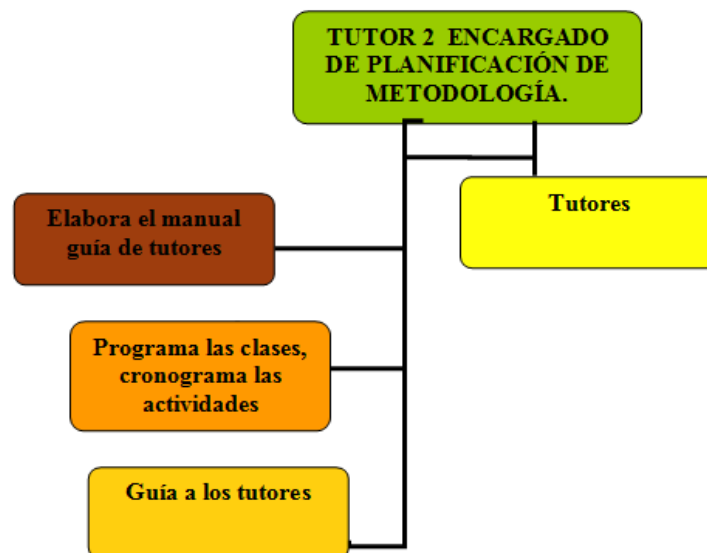 TUTOR 2 ENCARGADO
DE PLANIFICACIÓN DE
METODOLOGÍA.
Tutores
Elabora el manual
guía de tutores
Programa las clases,
cronograma las
actividades
Guía a los tutores